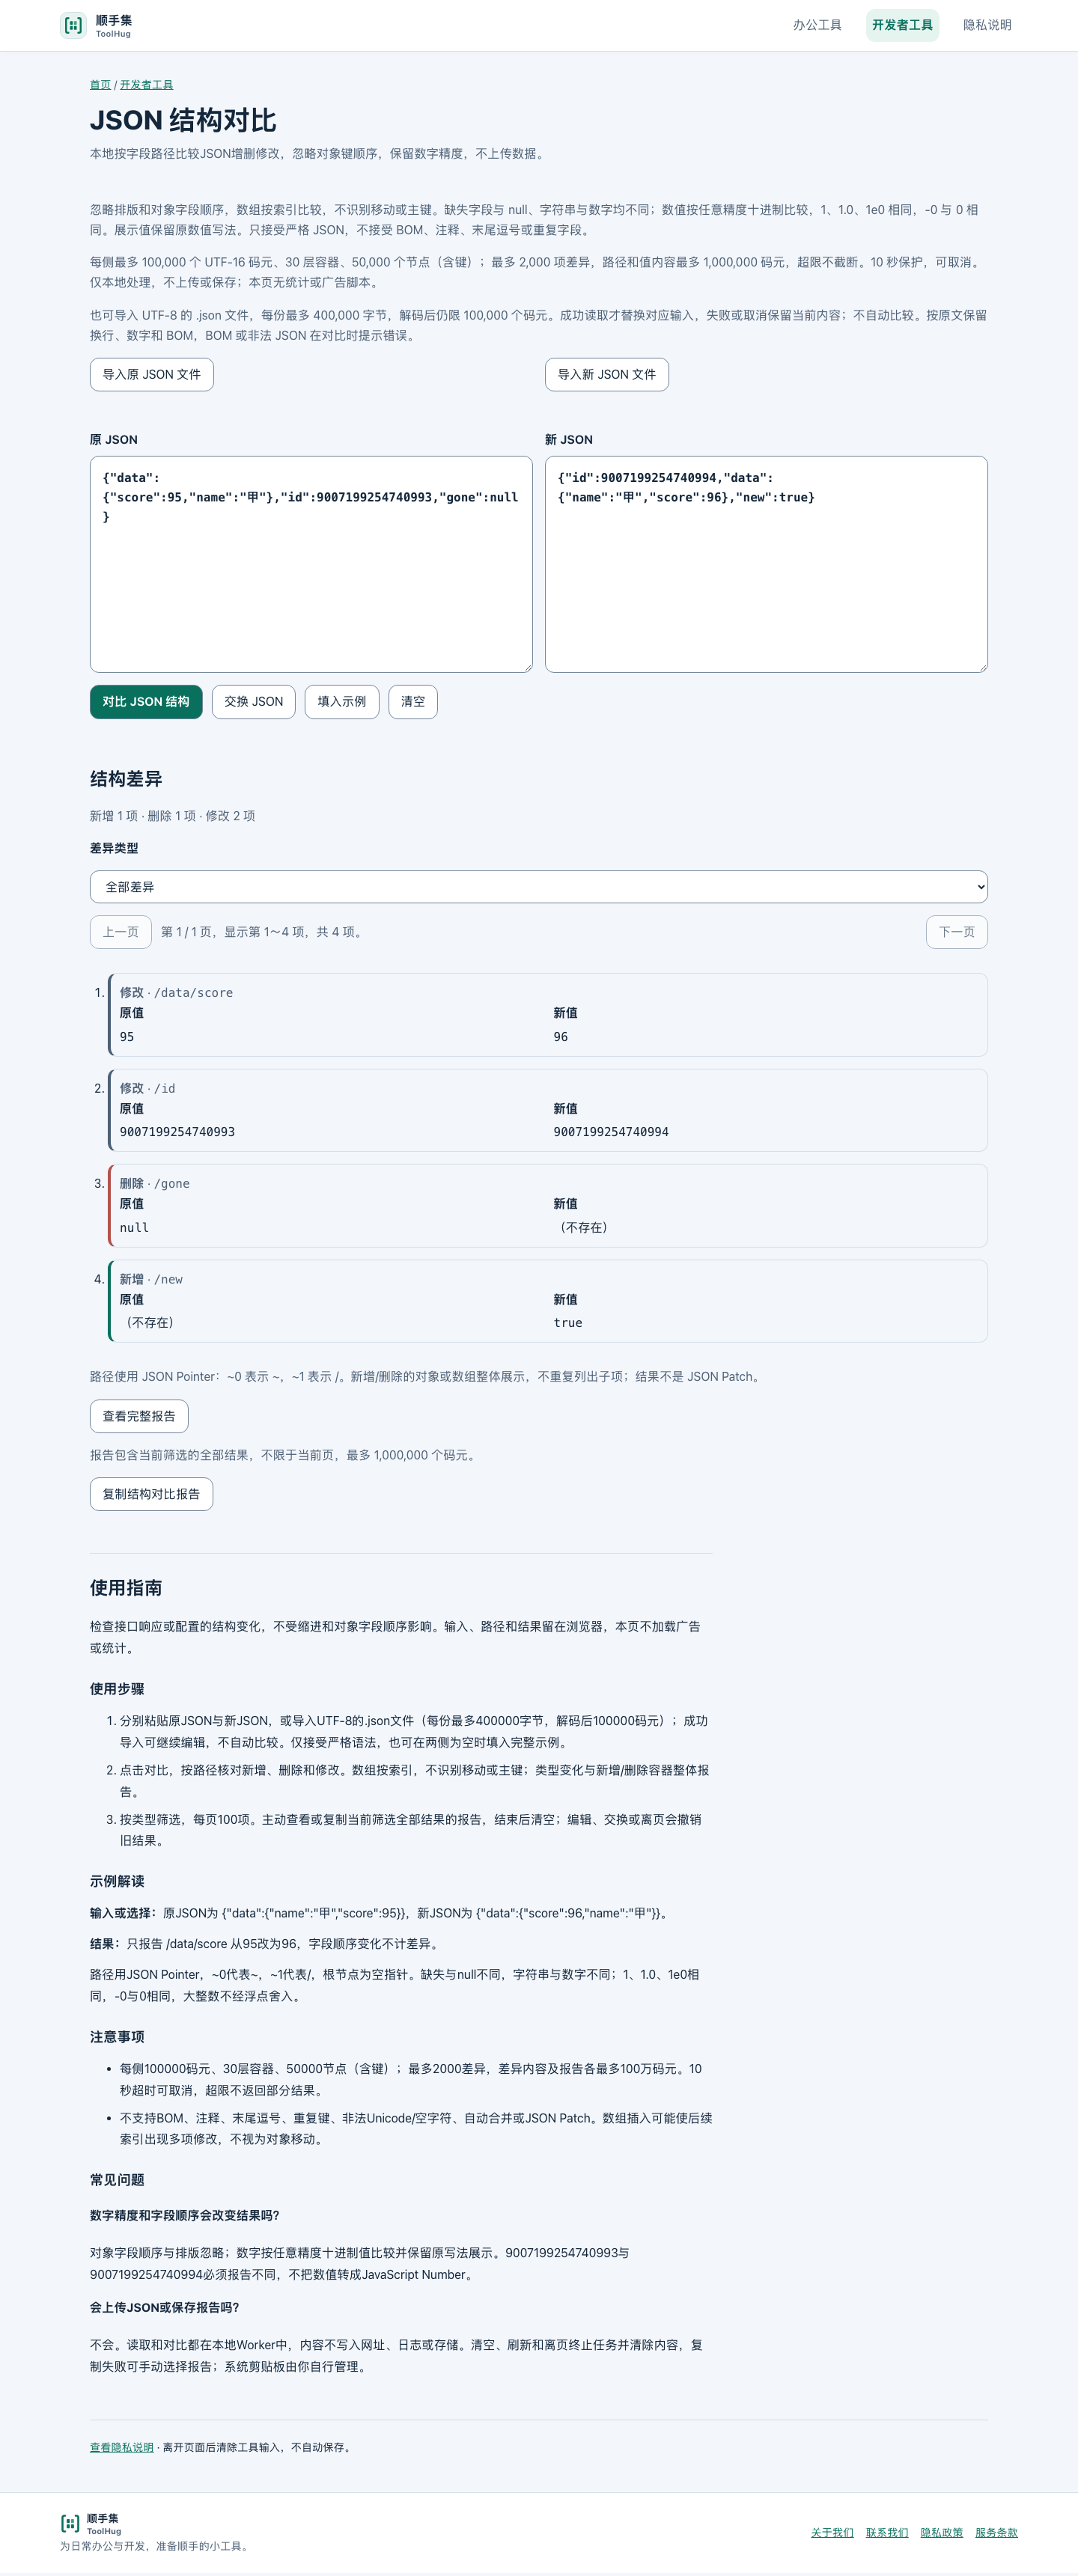 顺手集
ToolHug
办公工具 开发者工具 隐私说明
首页 / 开发者工具
JSON 结构对比
本地按字段路径比较JSON增删修改，忽略对象键顺序，保留数字精度，不上传数据。
忽略排版和对象字段顺序，数组按索引比较，不识别移动或主键。缺失字段与 null、字符串与数字均不同；数值按任意精度十进制比较，1、1.0、1e0 相同，-0 与 0 相
同。展示值保留原数值写法。只接受严格 JSON，不接受 BOM、注释、末尾逗号或重复字段。
每侧最多 100,000 个 UTF-16 码元、30 层容器、50,000 个节点（含键）；最多 2,000 项差异，路径和值内容最多 1,000,000 码元，超限不截断。10 秒保护，可取消。
仅本地处理，不上传或保存；本页无统计或广告脚本。
也可导入 UTF-8 的 .json 文件，每份最多 400,000 字节，解码后仍限 100,000 个码元。成功读取才替换对应输入，失败或取消保留当前内容；不自动比较。按原文保留
换行、数字和 BOM，BOM 或非法 JSON 在对比时提示错误。
导入原 JSON 文件 导入新 JSON 文件
原 JSON 新 JSON
{"data":
{"score":95,"name":"甲"},"id":9007199254740993,"gone":null
}
{"id":9007199254740994,"data":
{"name":"甲","score":96},"new":true}
对比 JSON 结构 交换 JSON 填入示例 清空
结构差异
新增 1 项 · 删除 1 项 · 修改 2 项
差异类型
全部差异
上一页 第 1 / 1 页，显示第 1～4 项，共 4 项。 下一页
1. 修改 · /data/score
原值 新值
95 96
2. 修改 · /id
原值 新值
9007199254740993 9007199254740994
3. 删除 · /gone
原值 新值
null （不存在）
4. 新增 · /new
原值 新值
（不存在） true
路径使用 JSON Pointer：~0 表示 ~，~1 表示 /。新增/删除的对象或数组整体展示，不重复列出子项；结果不是 JSON Patch。
查看完整报告
报告包含当前筛选的全部结果，不限于当前页，最多 1,000,000 个码元。
复制结构对比报告
使用指南
检查接口响应或配置的结构变化，不受缩进和对象字段顺序影响。输入、路径和结果留在浏览器，本页不加载广告
或统计。
使用步骤
1. 分别粘贴原JSON与新JSON，或导入UTF-8的.json文件（每份最多400000字节，解码后100000码元）；成功
导入可继续编辑，不自动比较。仅接受严格语法，也可在两侧为空时填入完整示例。
2. 点击对比，按路径核对新增、删除和修改。数组按索引，不识别移动或主键；类型变化与新增/删除容器整体报
告。
3. 按类型筛选，每页100项。主动查看或复制当前筛选全部结果的报告，结束后清空；编辑、交换或离页会撤销
旧结果。
示例解读
输入或选择：原JSON为 {"data":{"name":"甲","score":95}}，新JSON为 {"data":{"score":96,"name":"甲"}}。
结果：只报告 /data/score 从95改为96，字段顺序变化不计差异。
路径用JSON Pointer，~0代表~，~1代表/，根节点为空指针。缺失与null不同，字符串与数字不同；1、1.0、1e0相
同，-0与0相同，大整数不经浮点舍入。
注意事项
• 每侧100000码元、30层容器、50000节点（含键）；最多2000差异，差异内容及报告各最多100万码元。10
秒超时可取消，超限不返回部分结果。
• 不支持BOM、注释、末尾逗号、重复键、非法Unicode/空字符、自动合并或JSON Patch。数组插入可能使后续
索引出现多项修改，不视为对象移动。
常见问题
数字精度和字段顺序会改变结果吗？
对象字段顺序与排版忽略；数字按任意精度十进制值比较并保留原写法展示。9007199254740993与
9007199254740994必须报告不同，不把数值转成JavaScript Number。
会上传JSON或保存报告吗？
不会。读取和对比都在本地Worker中，内容不写入网址、日志或存储。清空、刷新和离页终止任务并清除内容，复
制失败可手动选择报告；系统剪贴板由你自行管理。
查看隐私说明 · 离开页面后清除工具输入，不自动保存。
顺手集
ToolHug
为日常办公与开发，准备顺手的小工具。
关于我们 联系我们 隐私政策 服务条款